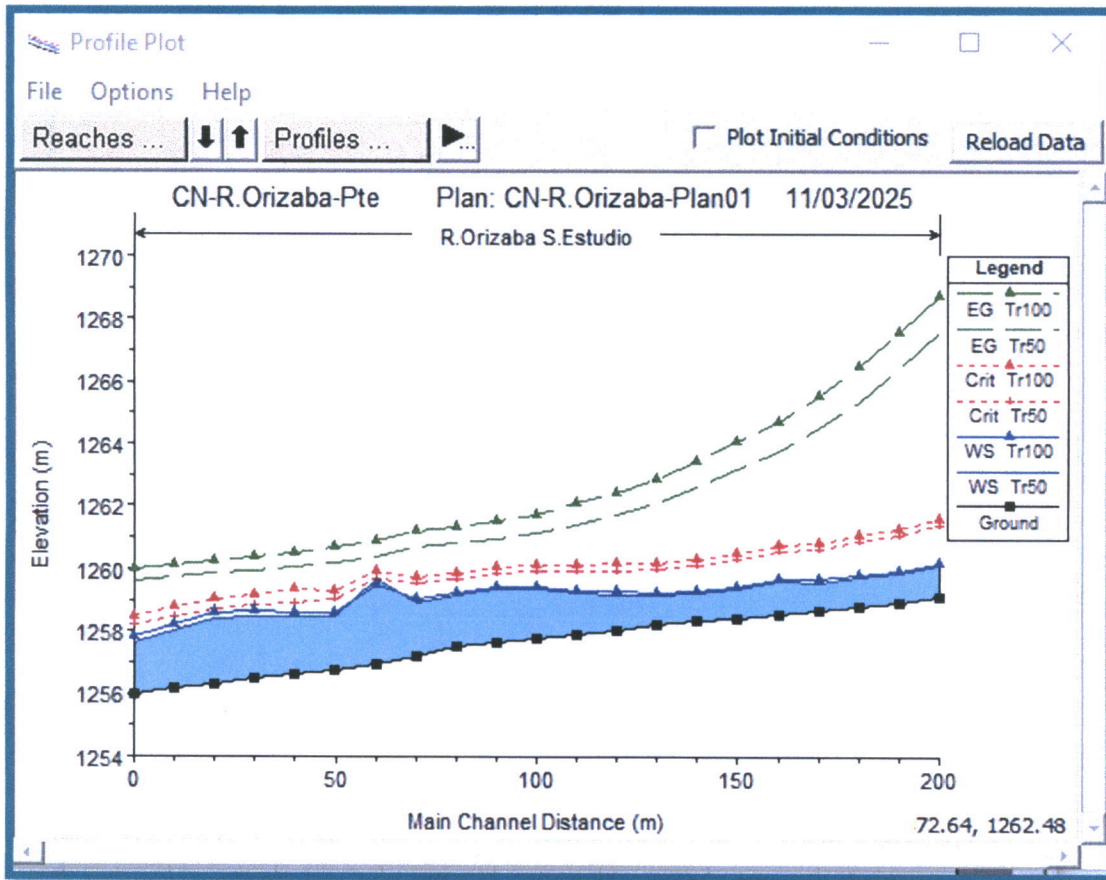 Profile Plot
File Options Help
Reaches ... Profiles ... ... Plot Initial Conditions Reload Data
CN-R.Orizaba-Pte Plan: CN-R.Orizaba-Plan01 11/03/2025
R.Orizaba S.Estudio
Legend
EG Tr100
EG Tr50
Crit Tr100
Crit Tr50
WS Tr100
WS Tr50
Ground
1270
1268
1266
1264
1262
1260
1258
1256
1254
Elevation (m)
0 50 100 150 200
Main Channel Distance (m)
72.64, 1262.48